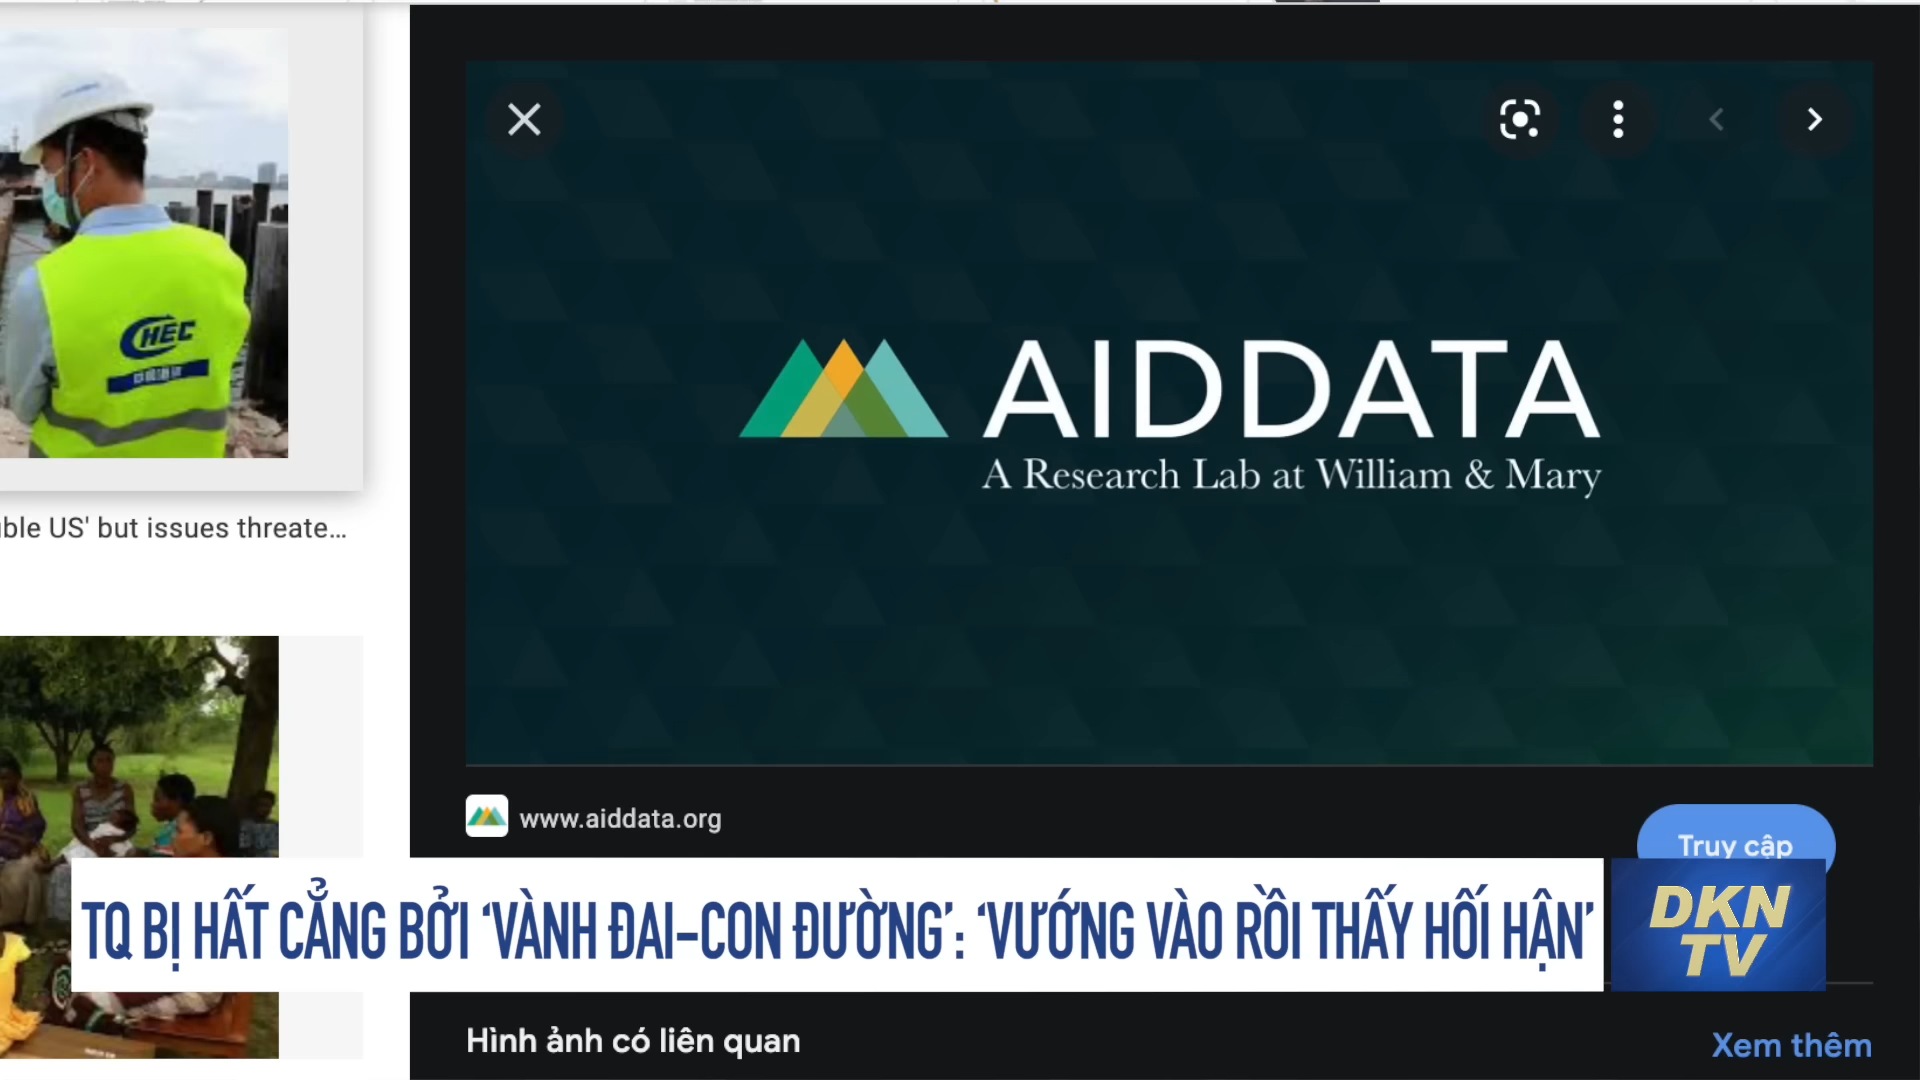 CHEC
ble US' but issues threate...
AIDDATA
A Research Lab at William & Mary
www.aiddata.org
Truy cập
TQ BỊ HẤT CẲNG BỞI ‘VÀNH ĐAI-CON ĐƯỜNG’: ‘VƯỚNG VÀO RỒI THẤY HỐI HẬN’
DKN
TV
Hình ảnh có liên quan
Xem thêm